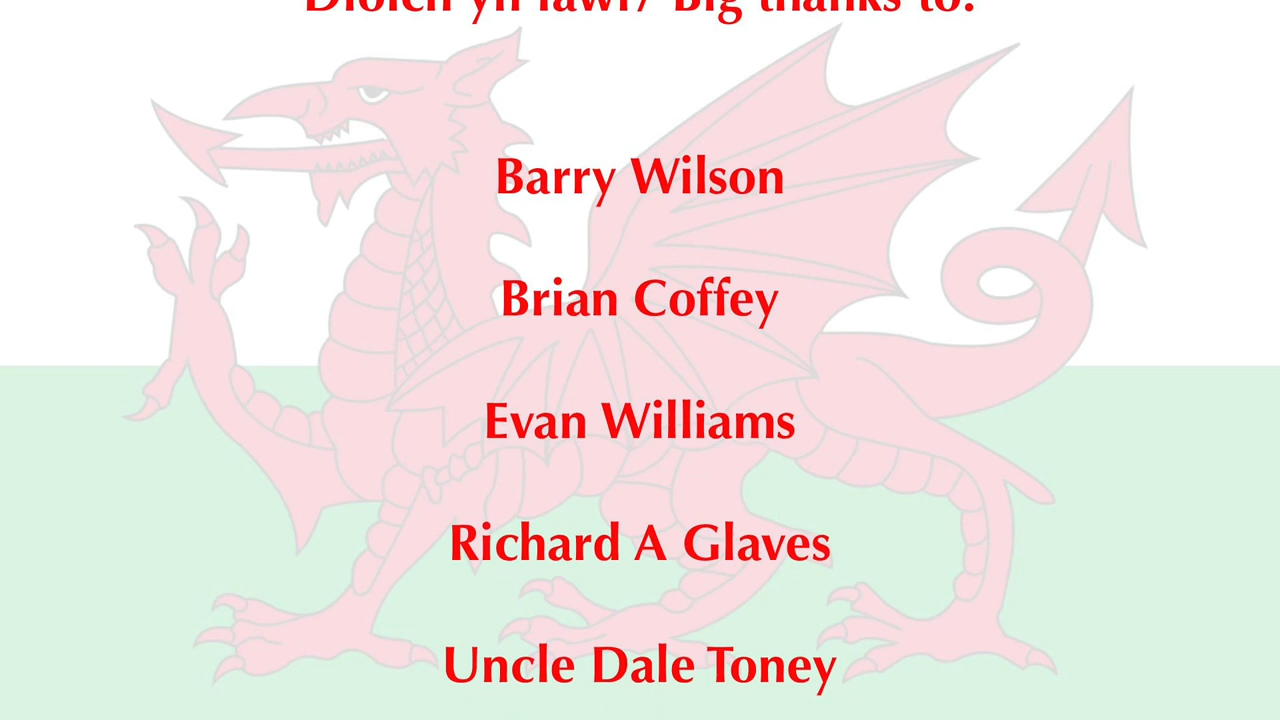 Diolch yn fawr/ Big thanks to:
Barry Wilson
Brian Coffey
Evan Williams
Richard A Glaves
Uncle Dale Toney